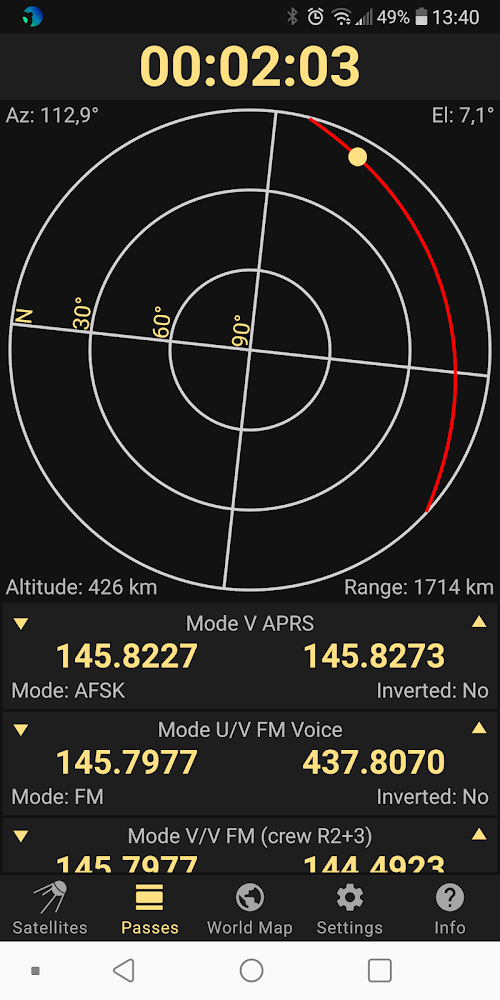 49% 13:40
00:02:03
Az: 112,9° El: 7,1°
N 30° 60° 90°
Altitude: 426 km Range: 1714 km
Mode V APRS
145.8227 145.8273
Mode: AFSK Inverted: No
Mode U/V FM Voice
145.7977 437.8070
Mode: FM Inverted: No
Mode V/V FM (crew R2+3)
145.7977 144.4923
Satellites Passes World Map Settings Info